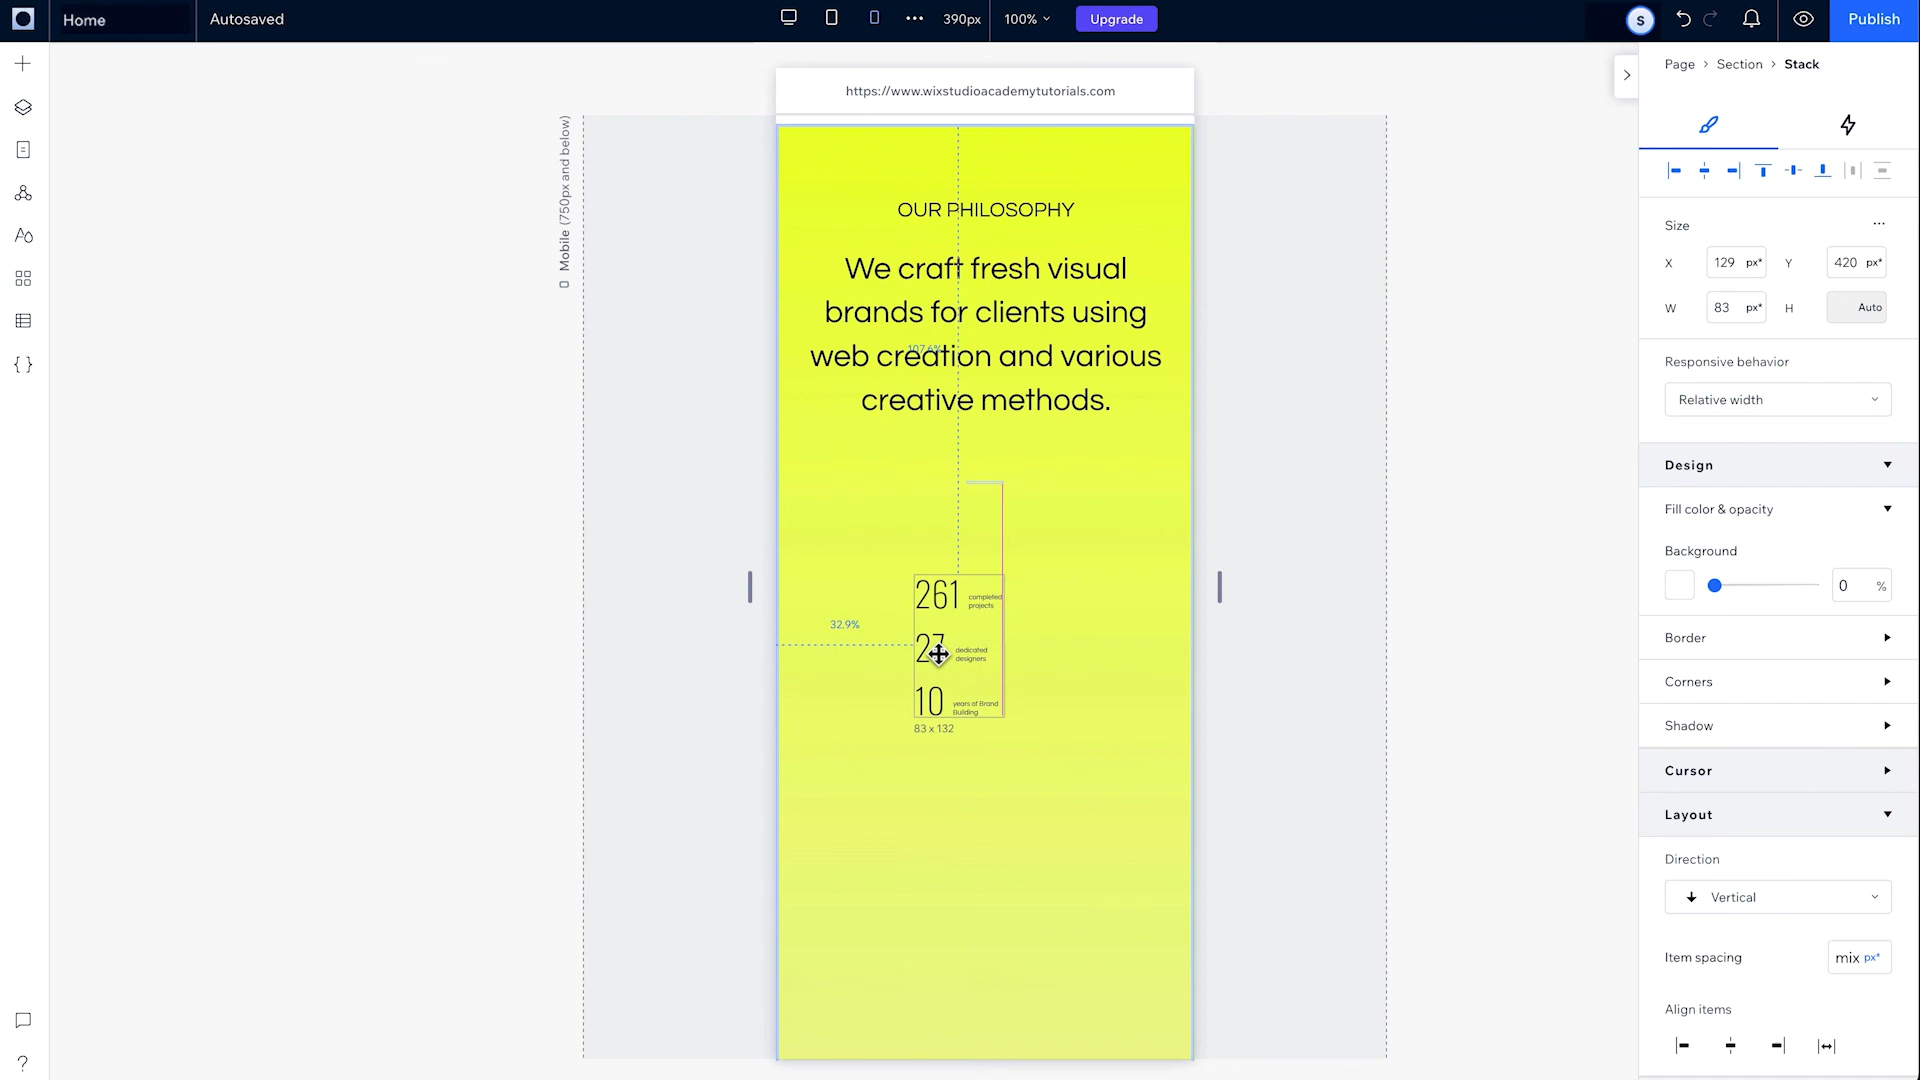 Home
Autosaved
390px
100%
Upgrade
S
Publish
https://www.wixstudioacademytutorials.com
Page > Section > Stack
Mobile (750px and below)
OUR PHILOSOPHY
We craft fresh visual
brands for clients using
web creation and various
creative methods.
107.6%
261
completed
projects
32.9%
27
dedicated
designers
10
years of Brand
Building
83 x 132
Size
X 129 px* Y 420 px*
W 83 px* H Auto
Responsive behavior
Relative width
Design
Fill color & opacity
Background
0 %
Border
Corners
Shadow
Cursor
Layout
Direction
Vertical
Item spacing
mix px*
Align items